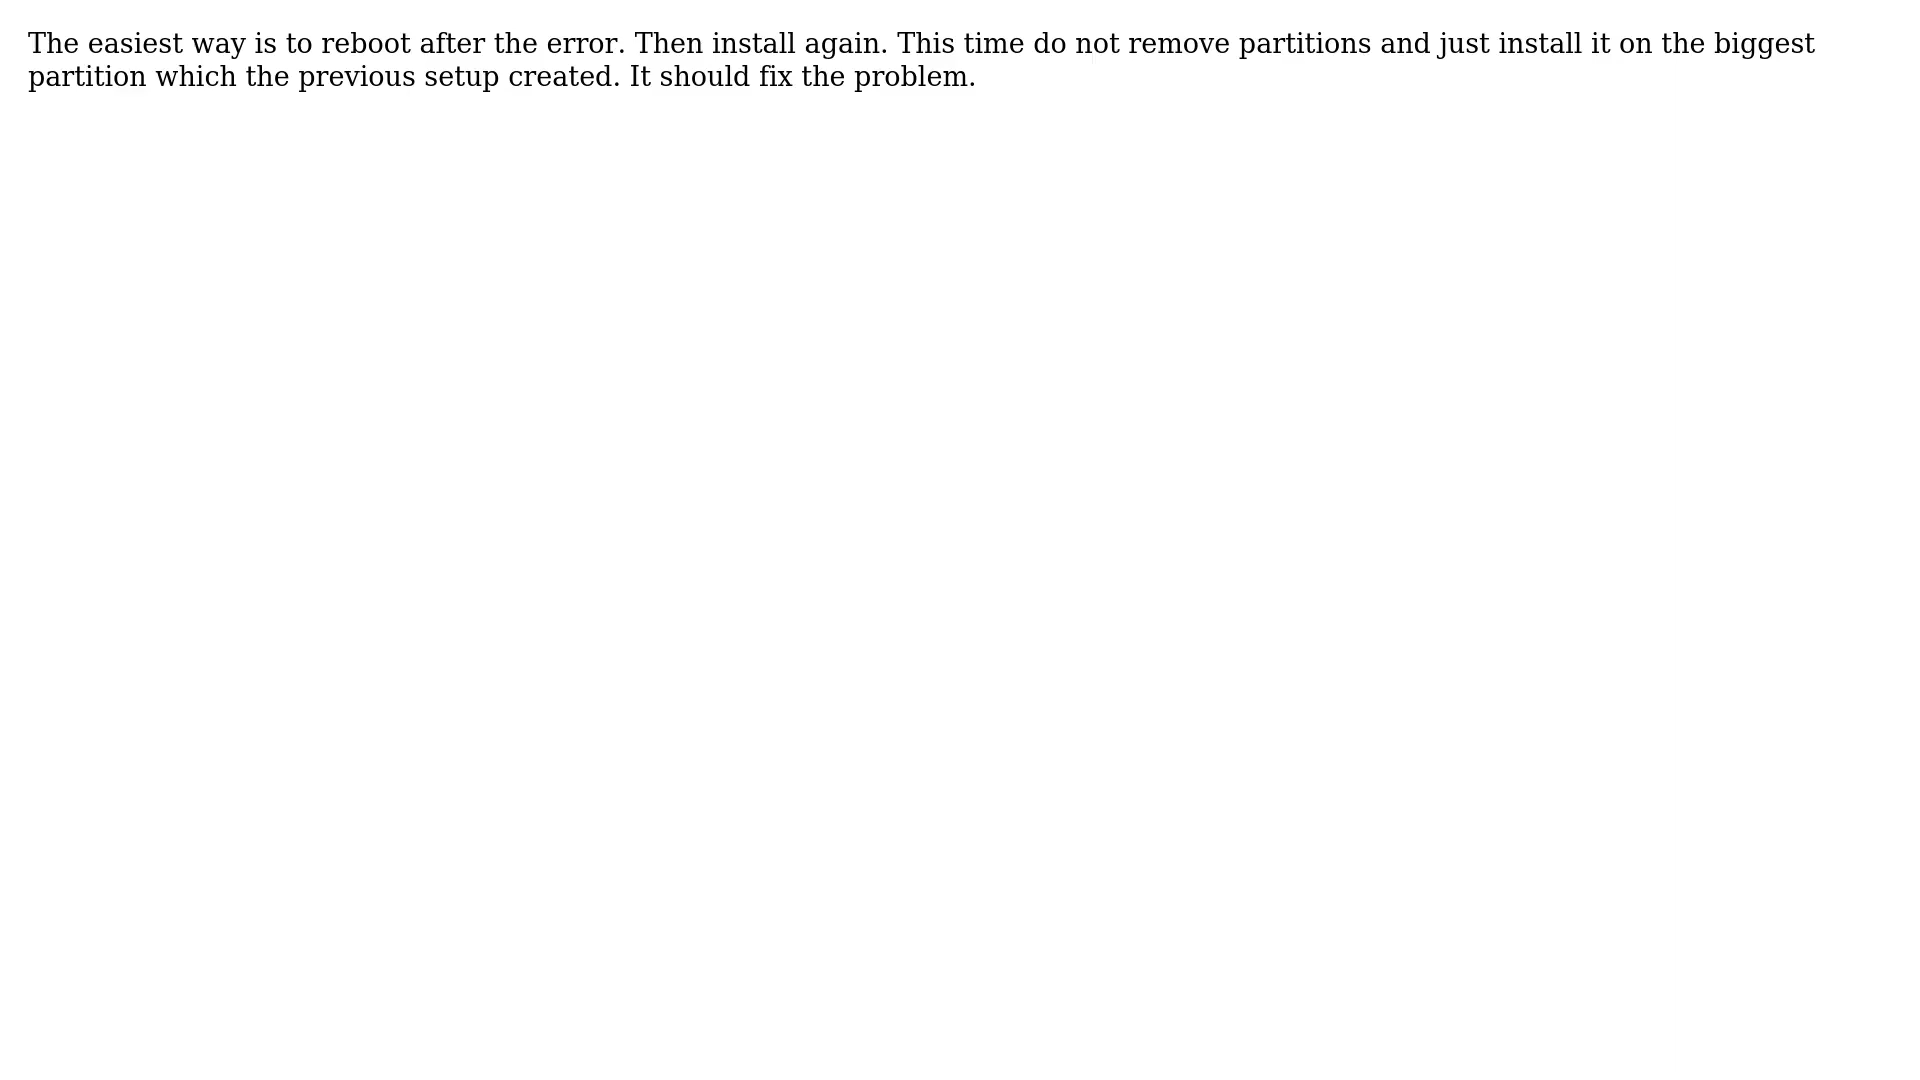 The easiest way is to reboot after the error. Then install again. This time do not remove partitions and just install it on the biggest
partition which the previous setup created. It should fix the problem.